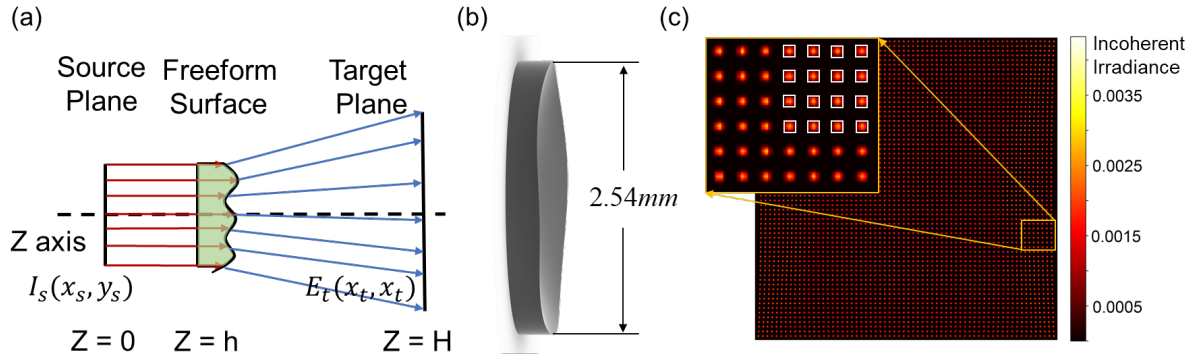 (a)
Source
Plane
Freeform
Surface
Target
Plane
Z axis
I_s(x_s, y_s)
E_t(x_t, x_t)
Z = 0
Z = h
Z = H
(b)
2.54mm
(c)
Incoherent
Irradiance
0.0035
0.0025
0.0015
0.0005